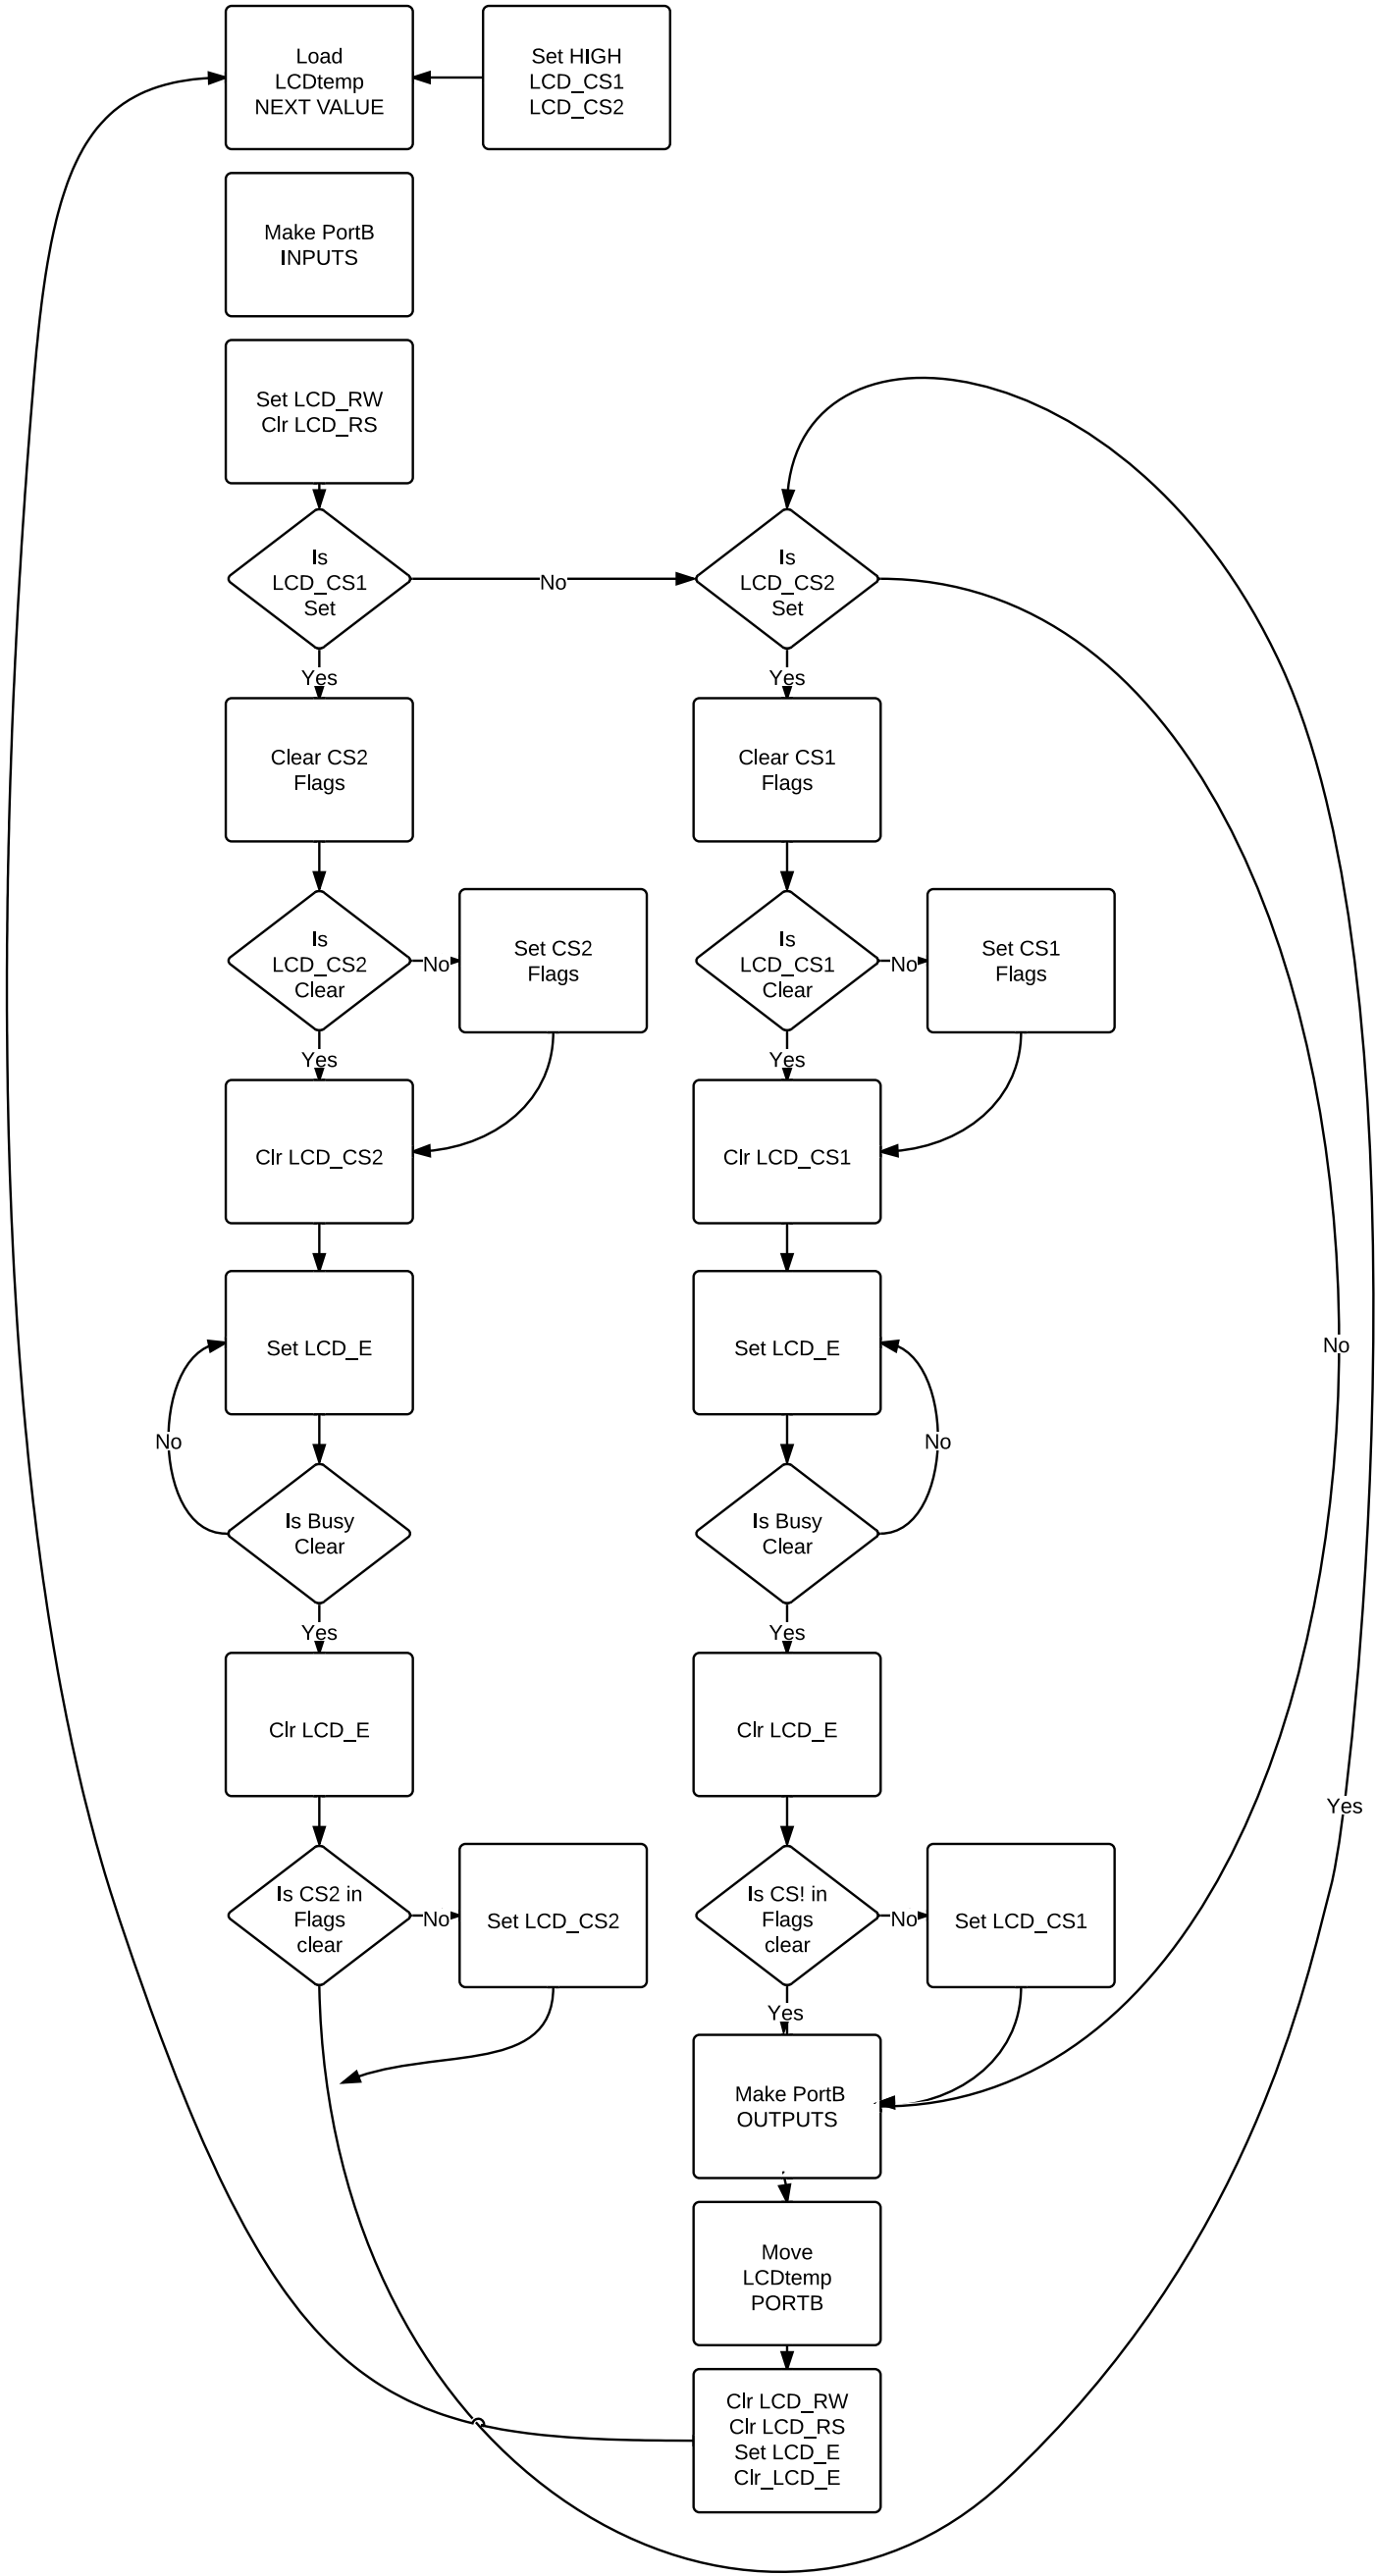 Load
LCDtemp
NEXT VALUE
Set HIGH
LCD_CS1
LCD_CS2
Make PortB
INPUTS
Set LCD_RW
Clr LCD_RS
Is
LCD_CS1
Set
No
Is
LCD_CS2
Set
Yes
Yes
Clear CS2
Flags
Clear CS1
Flags
Is
LCD_CS2
Clear
No
Set CS2
Flags
Is
LCD_CS1
Clear
No
Set CS1
Flags
Yes
Yes
Clr LCD_CS2
Clr LCD_CS1
Set LCD_E
Set LCD_E
No
No
No
Is Busy
Clear
Is Busy
Clear
Yes
Yes
Clr LCD_E
Clr LCD_E
Yes
Is CS2 in
Flags
clear
No
Set LCD_CS2
Is CS! in
Flags
clear
No
Set LCD_CS1
Yes
Make PortB
OUTPUTS
Move
LCDtemp
PORTB
Clr LCD_RW
Clr LCD_RS
Set LCD_E
Clr_LCD_E